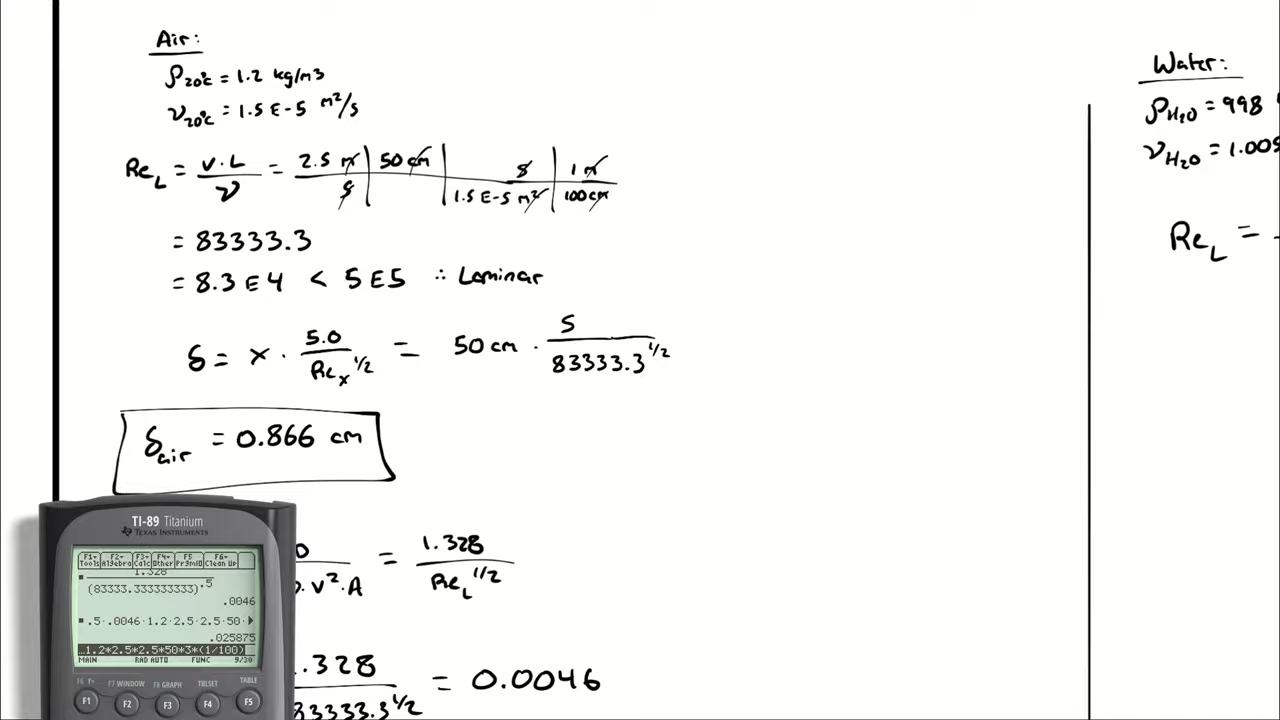 Air:
ρ20°C = 1.2 kg/m3
ν20°C = 1.5 E-5 m²/s
ReL = V·L / ν = 2.5 m / s | 50 cm | s / 1.5 E-5 m² | 1 m / 100 cm
= 83333.3
= 8.3 E4 < 5 E5 ∴ Laminar
δ = x · 5.0 / Rex^1/2 = 50 cm · 5 / 83333.3^1/2
δair = 0.866 cm
·V²·A = 1.328 / ReL^1/2
.328 / 3333.3^1/2 = 0.0046
Water:
ρH2O = 998
νH2O = 1.005
ReL =
TI-89 Titanium
TEXAS INSTRUMENTS
F1 Tools F2 Algebra F3 Calc F4 Other F5 PrgmIO F6 Clean Up
1.328
(83333.333333333)^.5
.0046
.5·.0046·1.2·2.5·2.5·50·
.025875
1.2*2.5*2.5*50*3*(1/100)
MAIN RAD AUTO FUNC 9/30
F6 Y= F7 WINDOW F8 GRAPH TBLSET TABLE
F1 F2 F3 F4 F5